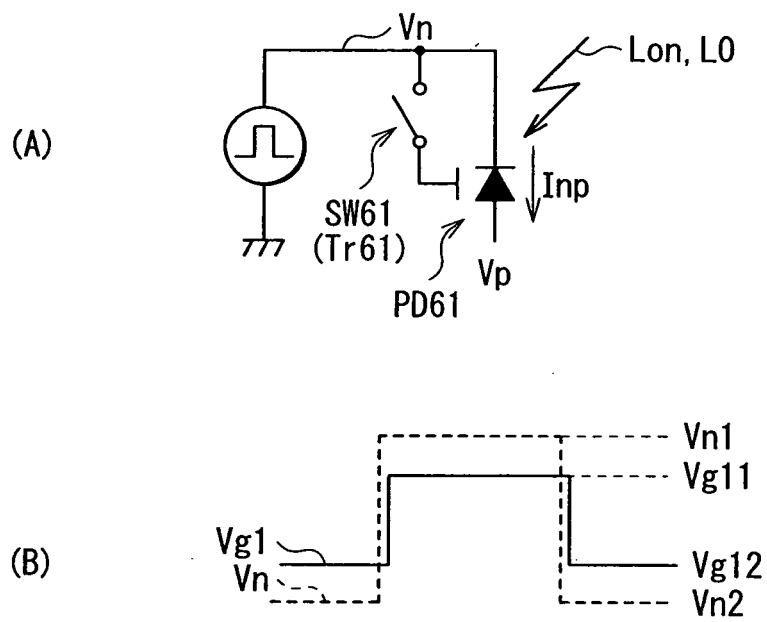 Vn
Lon, L0
(A)
Inp
SW61
(Tr61)
Vp
PD61
Vn1
Vg11
Vg1
(B)
Vg12
Vn
Vn2